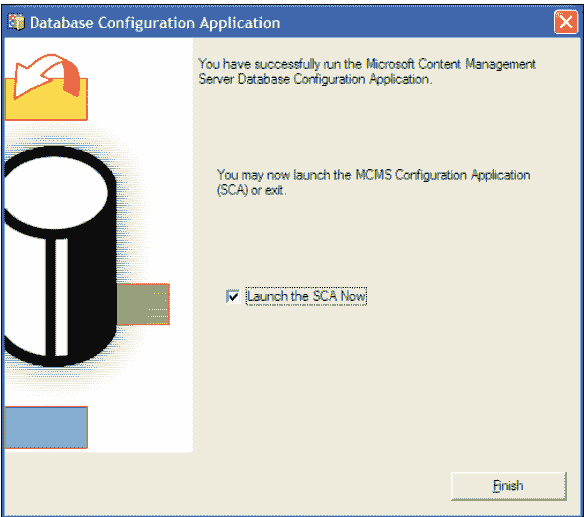 Database Configuration Application
You have successfully run the Microsoft Content Management
Server Database Configuration Application.
You may now launch the MCMS Configuration Application
(SCA) or exit.
Launch the SCA Now
Finish